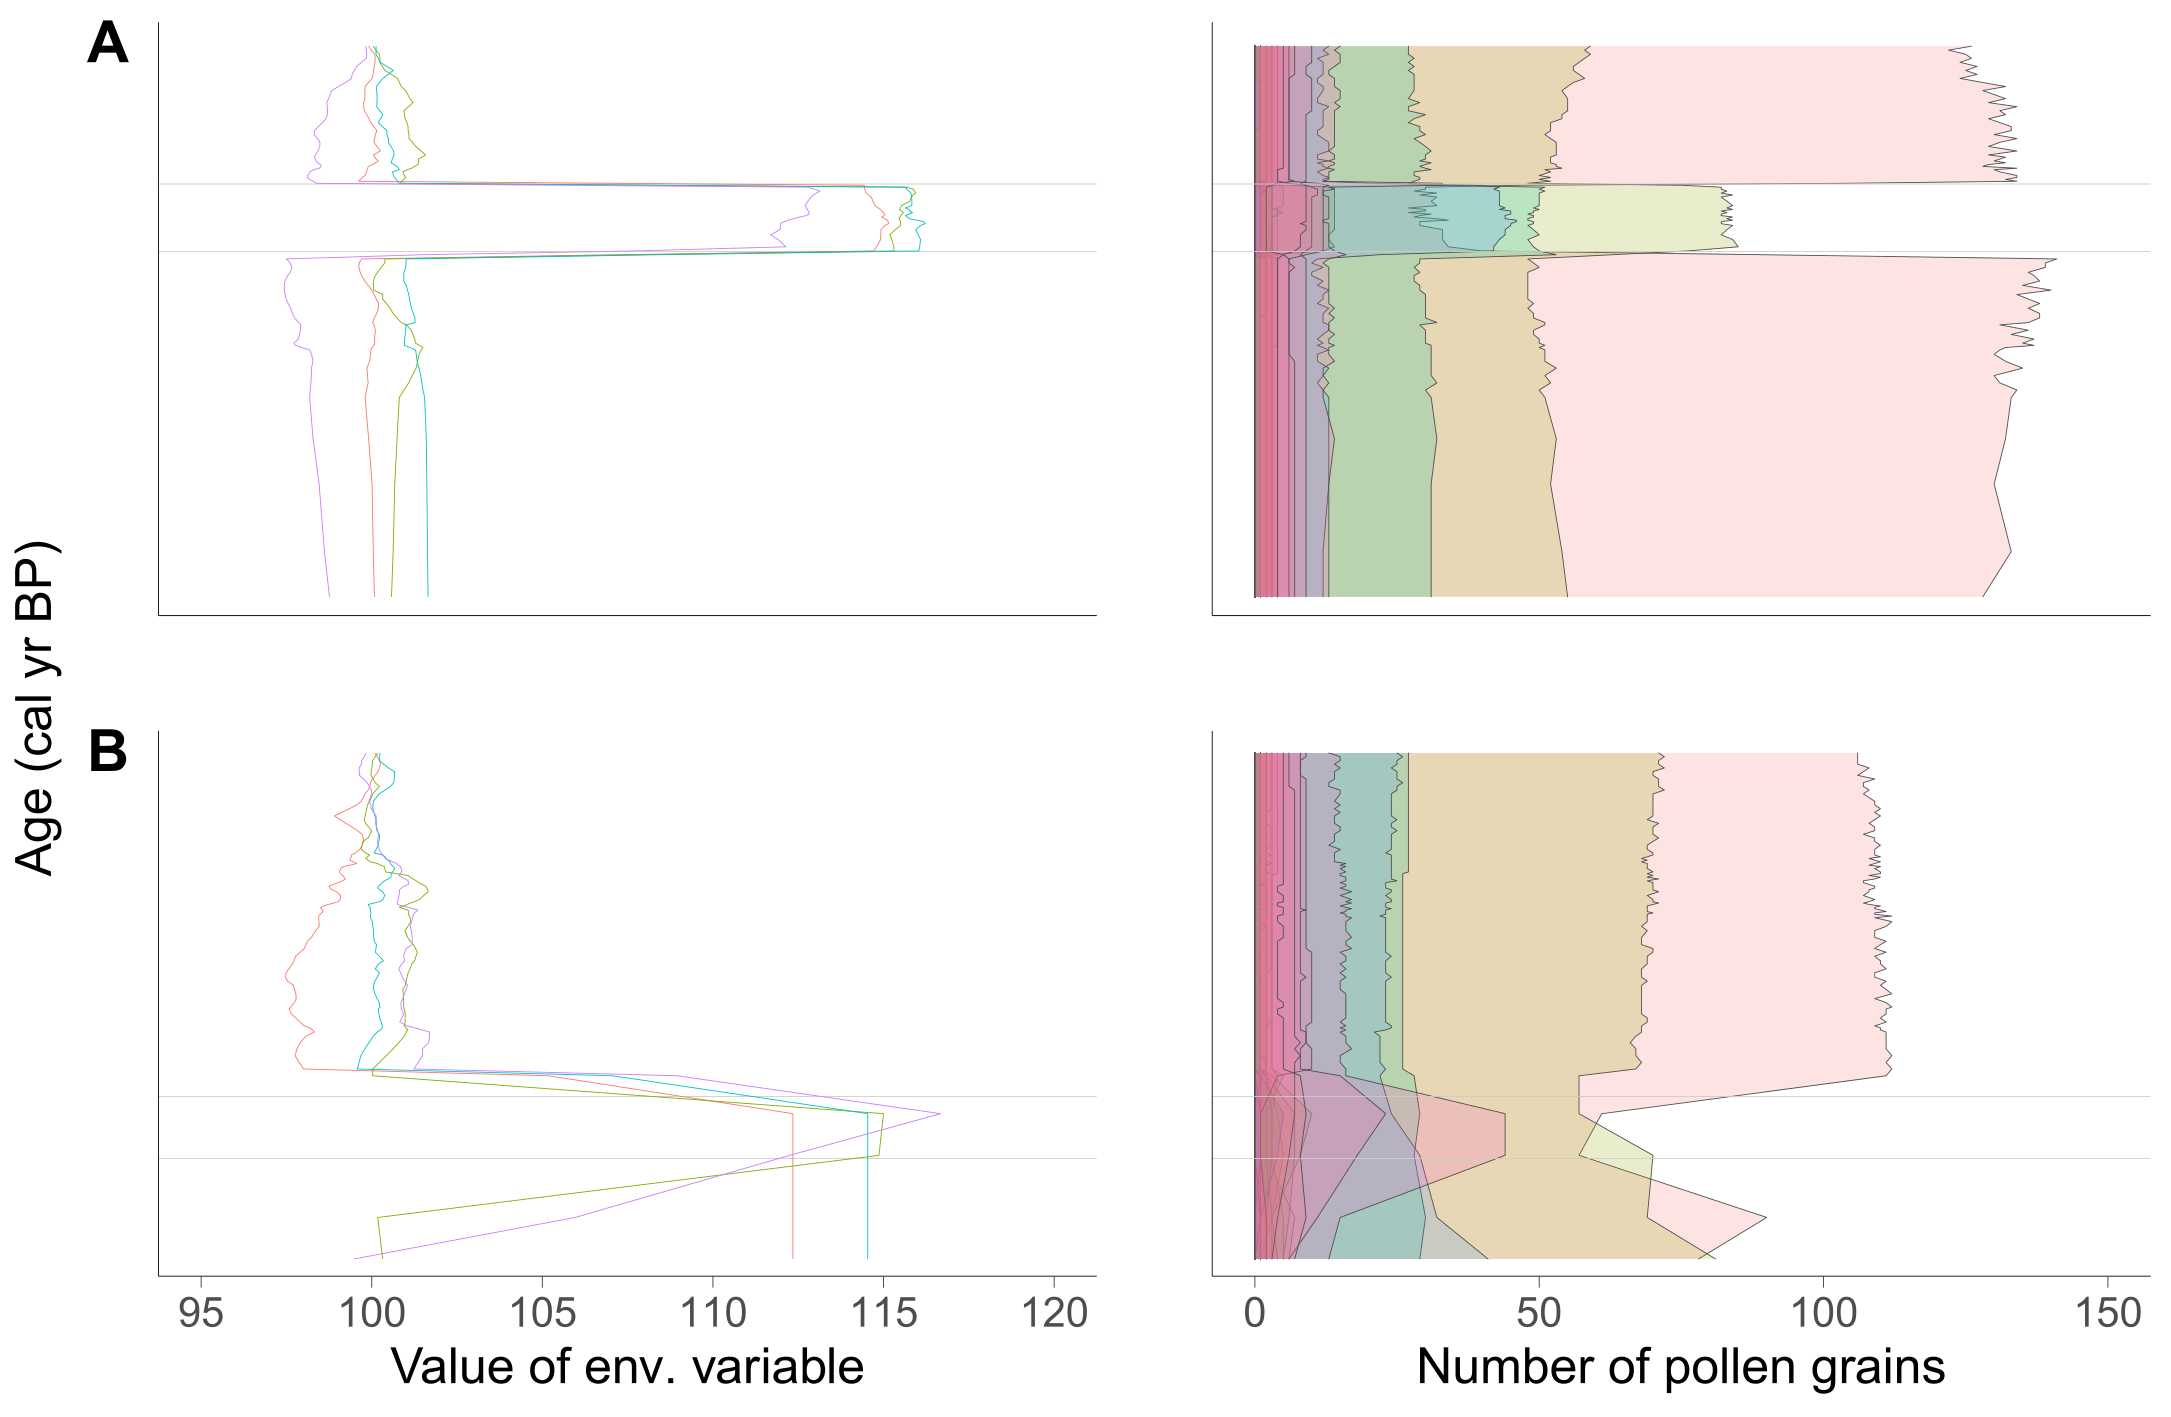 A
B
Age (cal yr BP)
95 100 105 110 115 120
0 50 100 150
Value of env. variable
Number of pollen grains